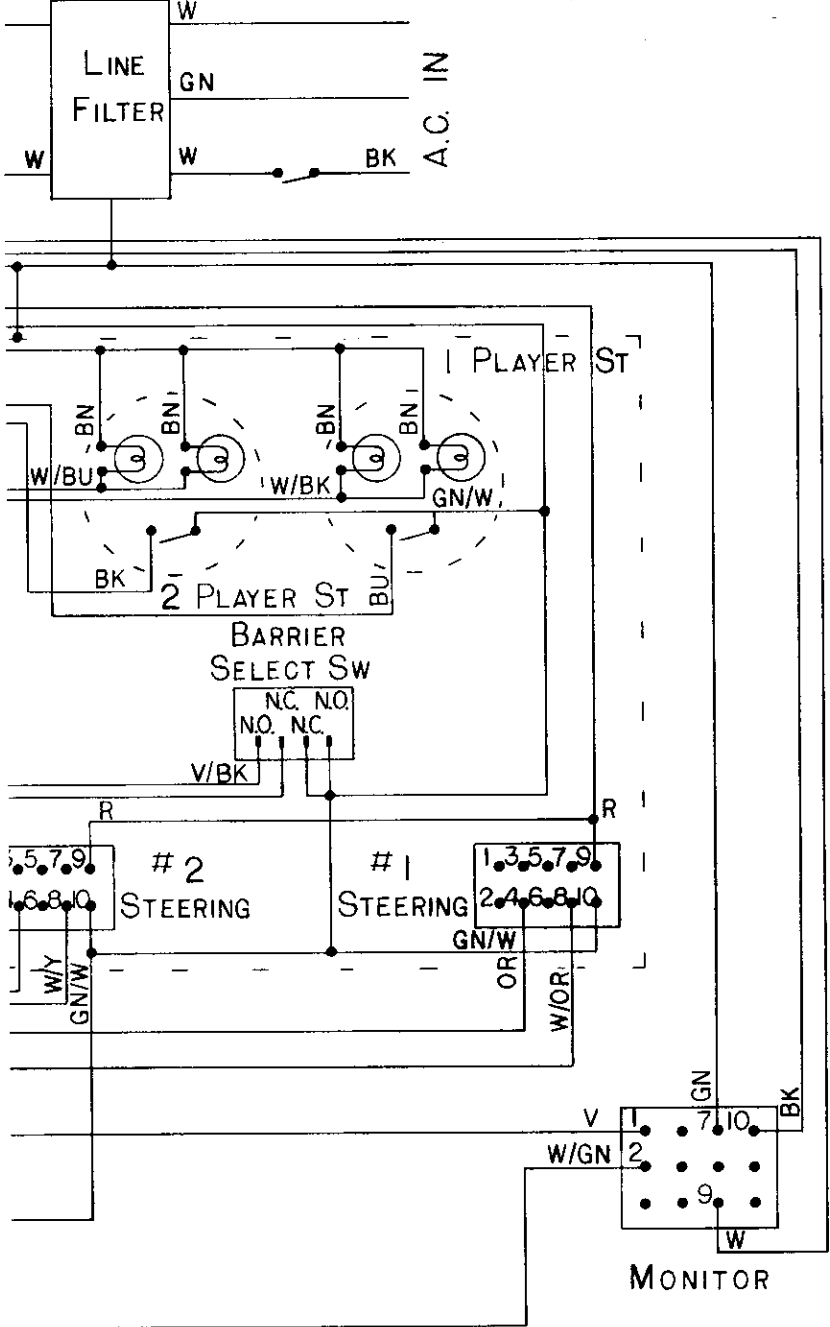 W
LINE
FILTER
GN
A.C. IN
W
W
BK
1 PLAYER ST
BN
BN
BN
BN
W/BU
W/BK
GN/W
BK
2 PLAYER ST
BU
BARRIER
SELECT SW
N.C. N.O.
N.O. N.C.
V/BK
R
R
5 7 9
#2
STEERING
6 8 10
#1
STEERING
1 3 5 7 9
2 4 6 8 10
GN/W
W/Y
GN/W
OR
W/OR
GN
BK
V
1 7 10
W/GN
2
9
W
MONITOR